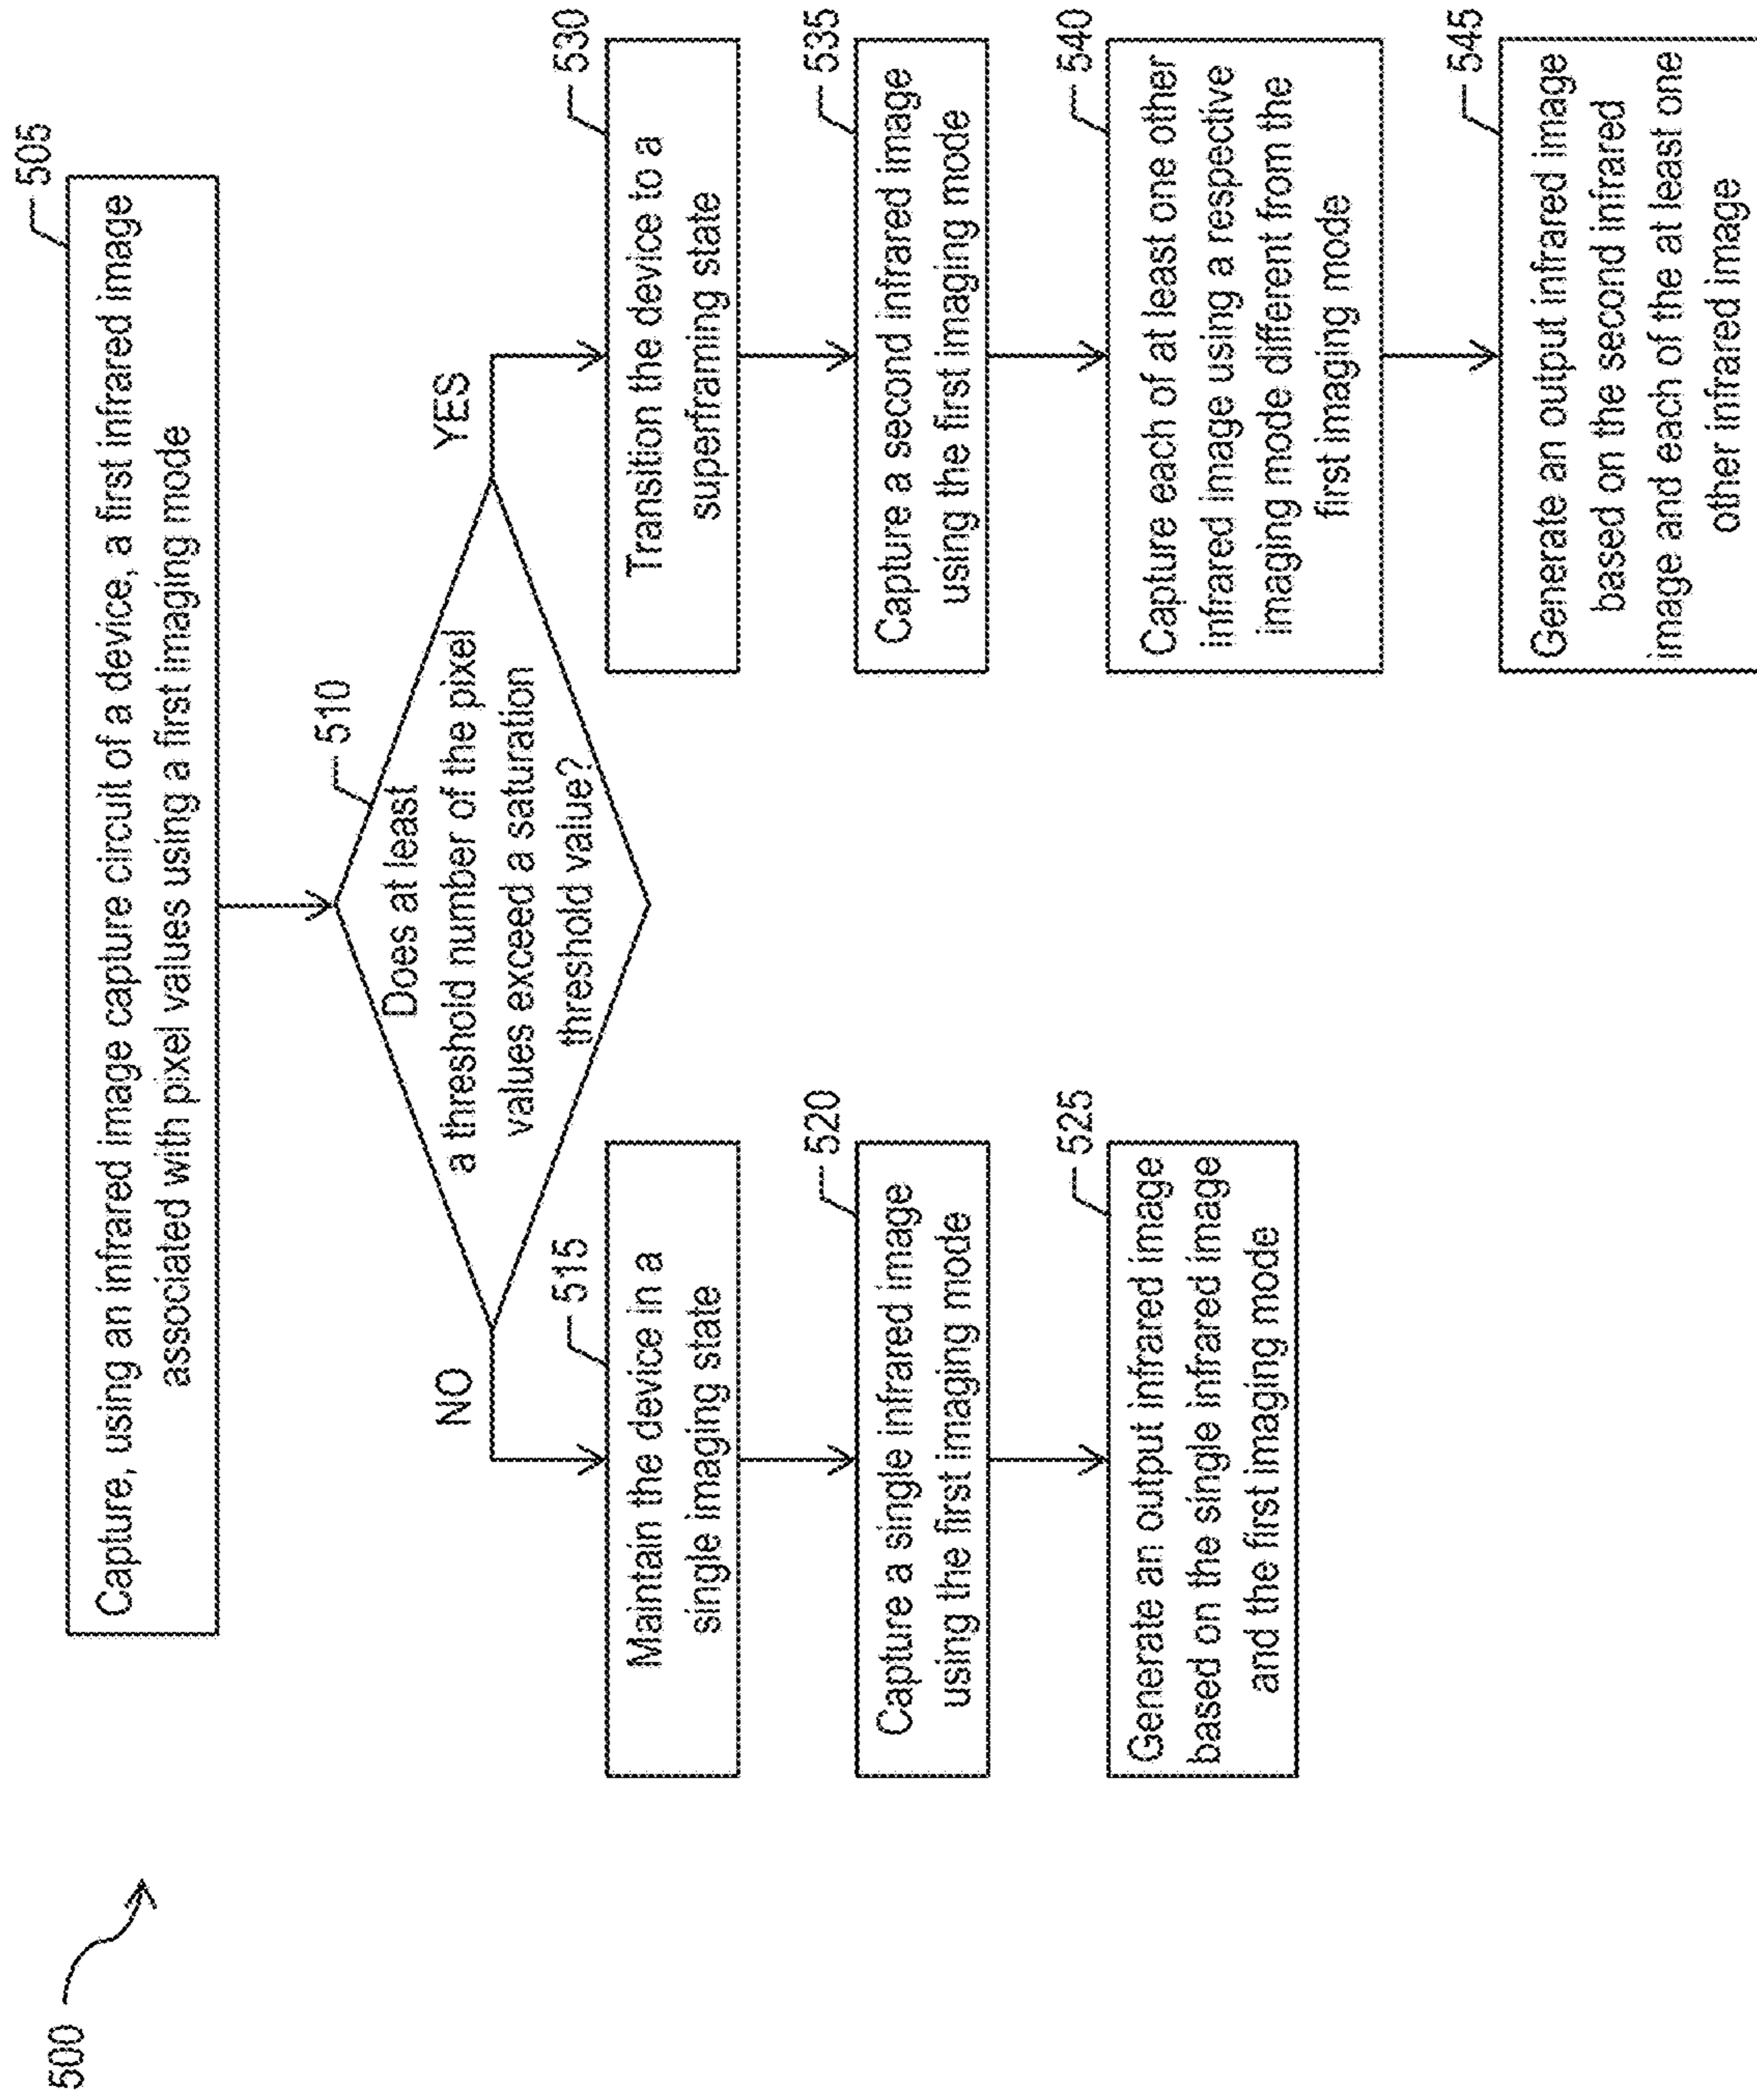 500
505
Capture, using an infrared image capture circuit of a device, a first infrared image
associated with pixel values using a first imaging mode
510
Does at least
a threshold number of the pixel
values exceed a saturation
threshold value?
NO
515
Maintain the device in a
single imaging state
520
Capture a single infrared image
using the first imaging mode
525
Generate an output infrared image
based on the single infrared image
and the first imaging mode
YES
530
Transition the device to a
superframing state
535
Capture a second infrared image
using the first imaging mode
540
Capture each of at least one other
infrared image using a respective
imaging mode different from the
first imaging mode
545
Generate an output infrared image
based on the second infrared
image and each of the at least one
other infrared image